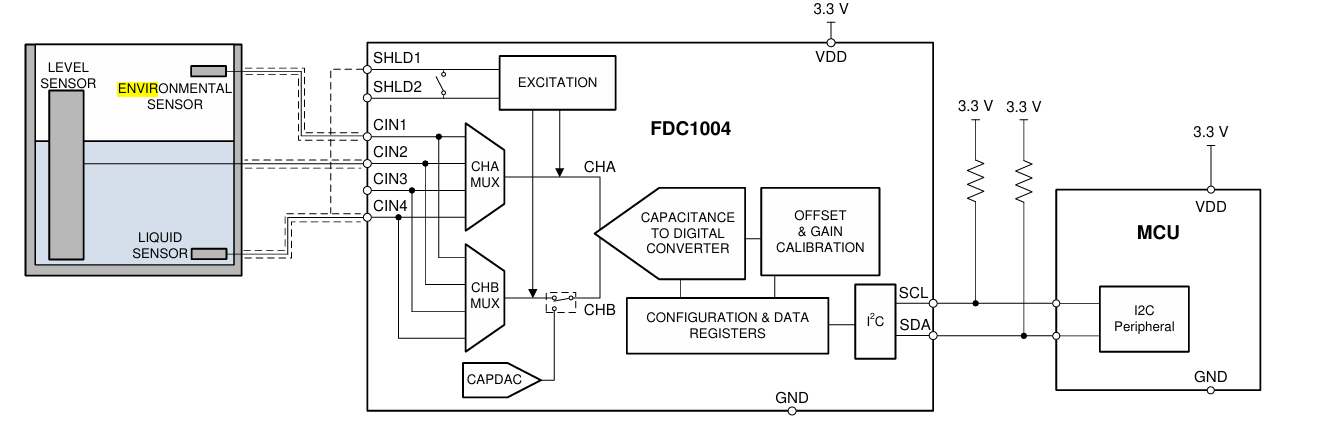 LEVEL
SENSOR
ENVIRONMENTAL
SENSOR
LIQUID
SENSOR
SHLD1
SHLD2
CIN1
CIN2
CIN3
CIN4
EXCITATION
CHA
MUX
CHB
MUX
CAPDAC
CHA
CHB
3.3 V
VDD
FDC1004
CAPACITANCE
TO DIGITAL
CONVERTER
OFFSET
& GAIN
CALIBRATION
CONFIGURATION & DATA
REGISTERS
I²C
SCL
SDA
GND
3.3 V
3.3 V
3.3 V
VDD
MCU
I2C
Peripheral
GND